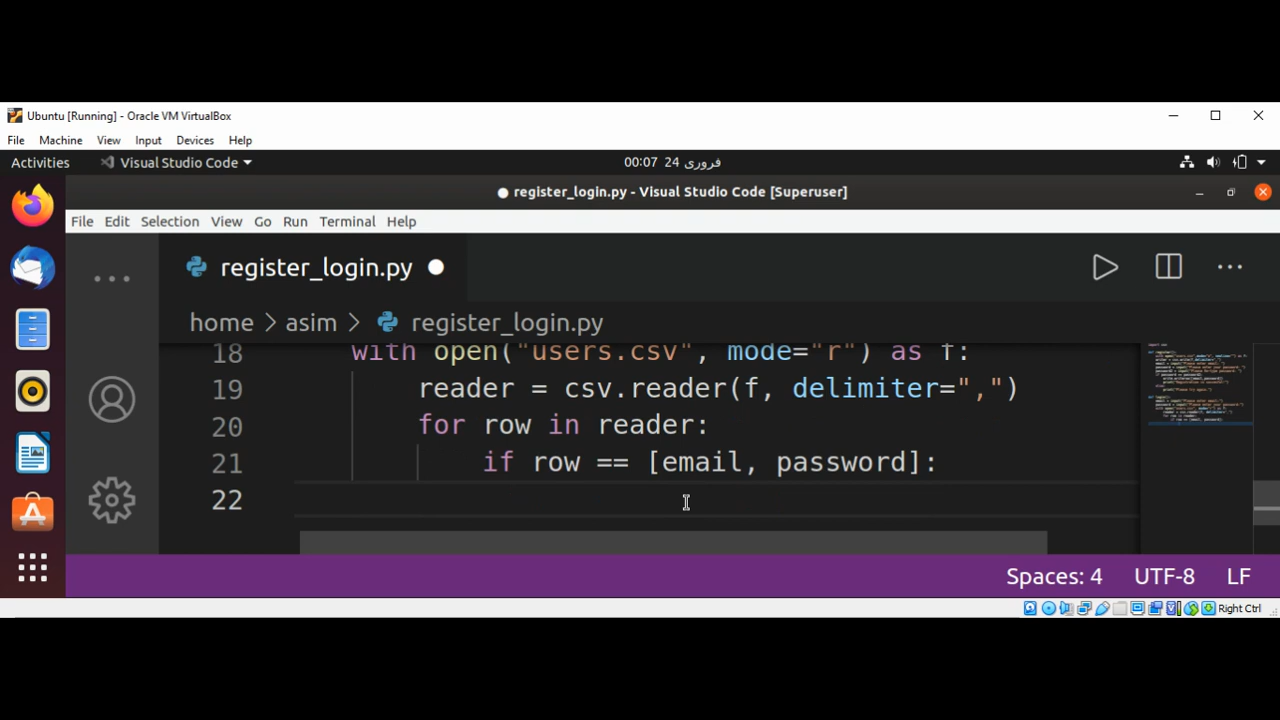 Ubuntu [Running] - Oracle VM VirtualBox
File Machine View Input Devices Help
Activities Visual Studio Code 00:07 24 فروری
register_login.py - Visual Studio Code [Superuser]
File Edit Selection View Go Run Terminal Help
register_login.py
home > asim > register_login.py
18 with open("users.csv", mode="r") as f:
19 reader = csv.reader(f, delimiter=",")
20 for row in reader:
21 if row == [email, password]:
22
Spaces: 4 UTF-8 LF
Right Ctrl